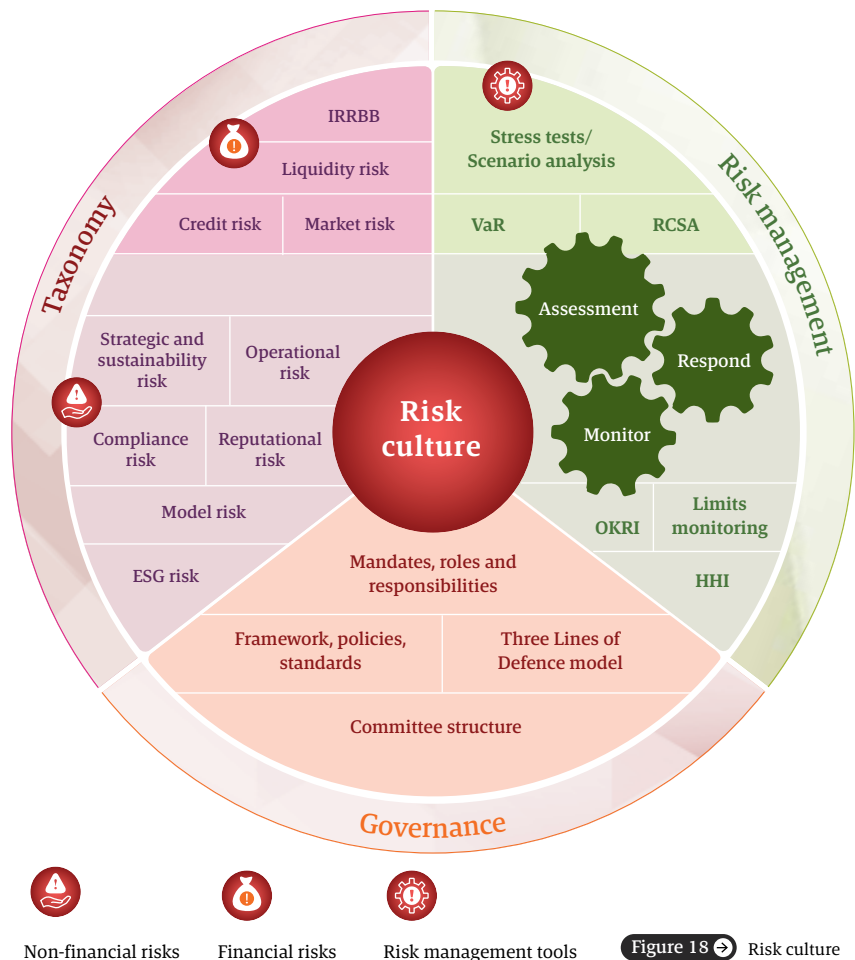 Taxonomy
IRRBB
Liquidity risk
Credit risk
Market risk
Strategic and
sustainability
risk
Operational
risk
Compliance
risk
Reputational
risk
Model risk
ESG risk
Risk
culture
Risk management
Stress tests/
Scenario analysis
VaR
RCSA
Assessment
Respond
Monitor
OKRI
Limits
monitoring
HHI
Mandates, roles and
responsibilities
Framework, policies,
standards
Three Lines of
Defence model
Committee structure
Governance
Non-financial risks
Financial risks
Risk management tools
Figure 18 Risk culture